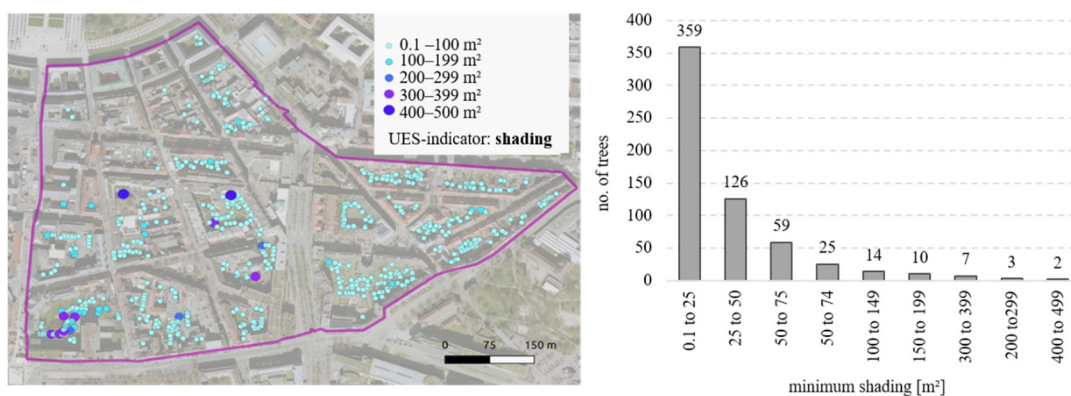 0.1 –100 m²
100–199 m²
200–299 m²
300–399 m²
400–500 m²
UES-indicator: shading
0 75 150 m
no. of trees
400
350
300
250
200
150
100
50
0
359
126
59
25
14
10
7
3
2
0.1 to 25
25 to 50
50 to 75
50 to 74
100 to 149
150 to 199
300 to 399
200 to299
400 to 499
minimum shading [m²]